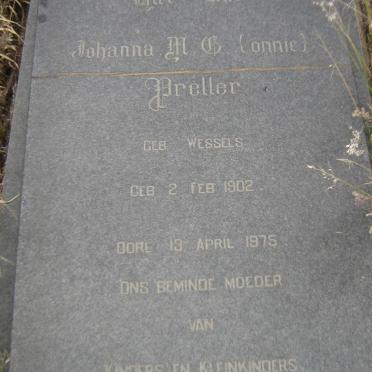 Johanna M G. (onnie)
Preller
GEB. WESSELS
GEB 2 FEB 1902
OORL 13 APRIL 1975
ONS BEMINDE MOEDER
VAN
KINDERS EN KLEINKINDERS